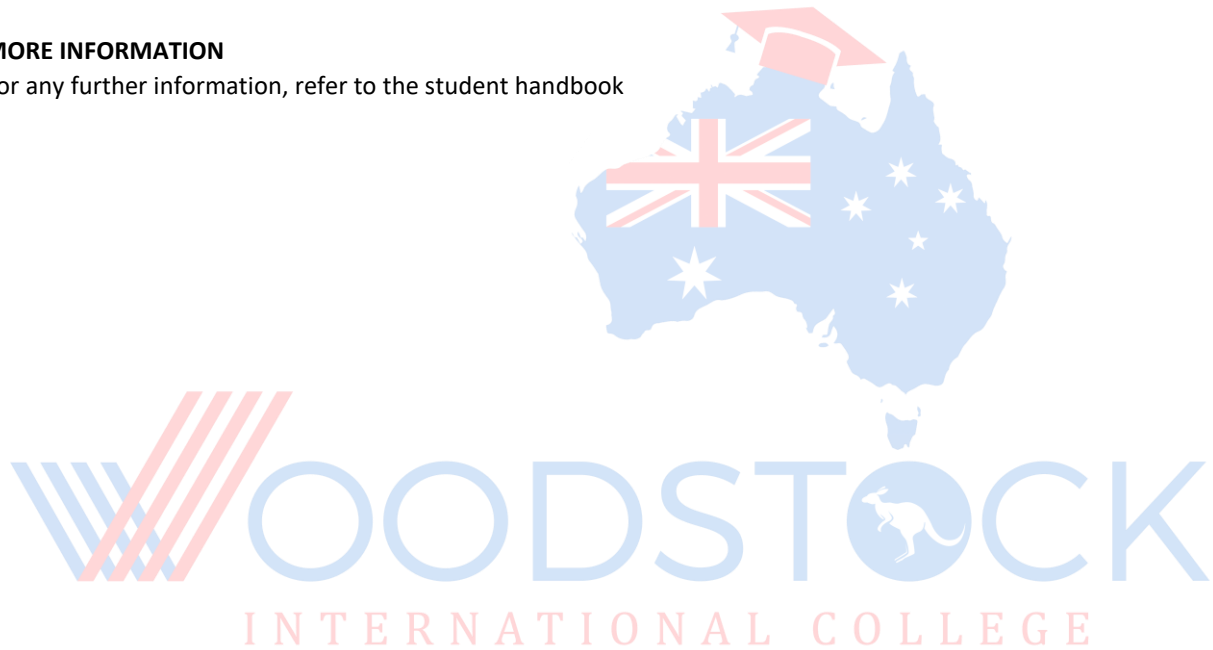 MORE INFORMATION
or any further information, refer to the student handbook
WOODSTOCK
INTERNATIONAL COLLEGE